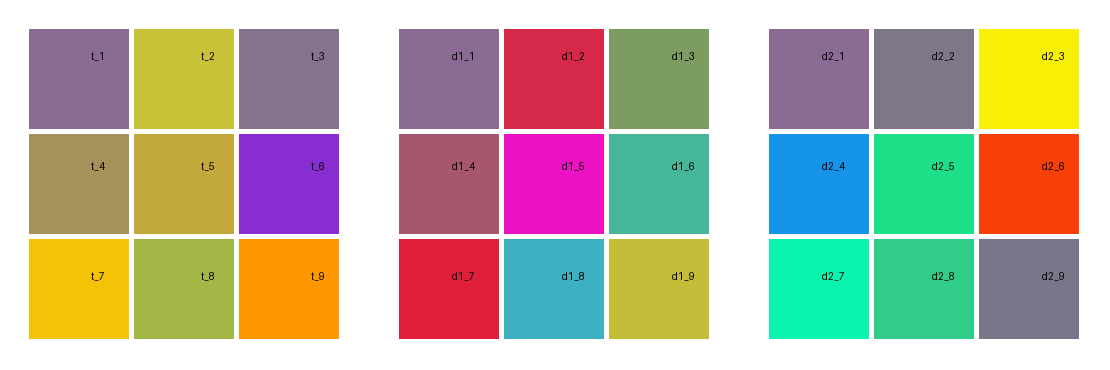 t_1 t_2 t_3 d1_1 d1_2 d1_3 d2_1 d2_2 d2_3
t_4 t_5 t_6 d1_4 d1_5 d1_6 d2_4 d2_5 d2_6
t_7 t_8 t_9 d1_7 d1_8 d1_9 d2_7 d2_8 d2_9